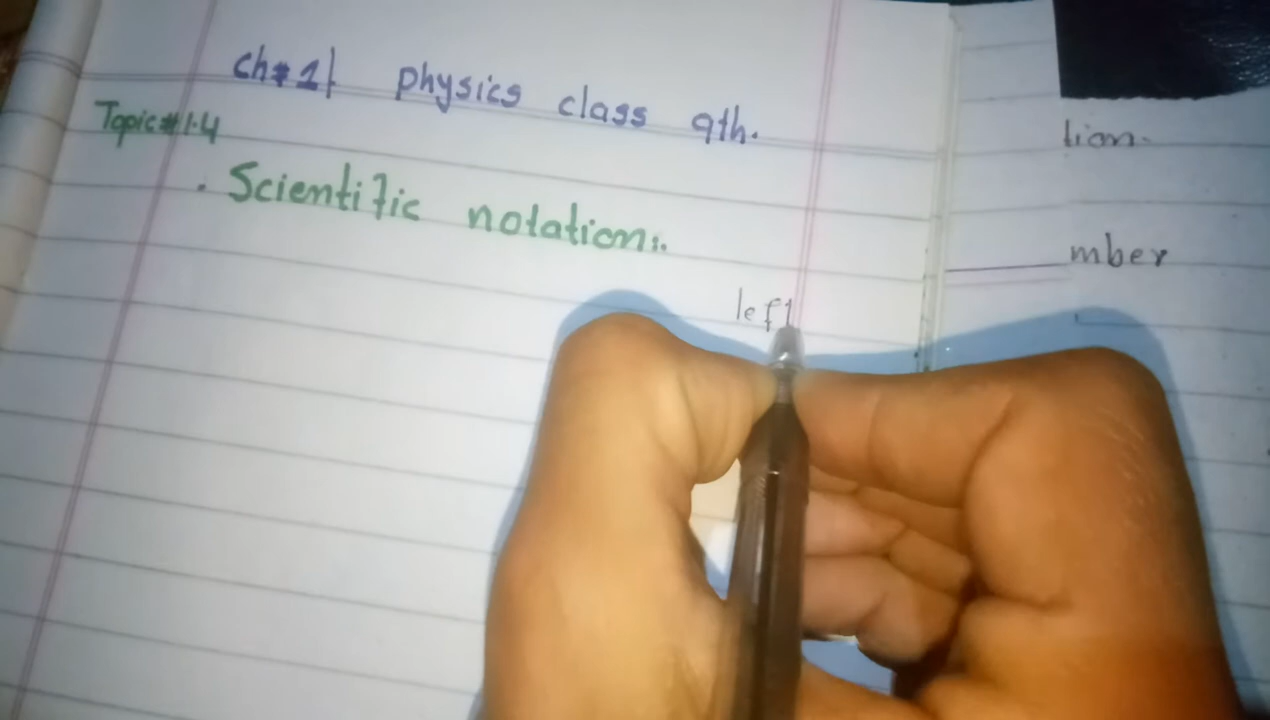 ch#1 physics class 9th.
Topic#1.4
. Scientific notation:.
left
tion.
mber